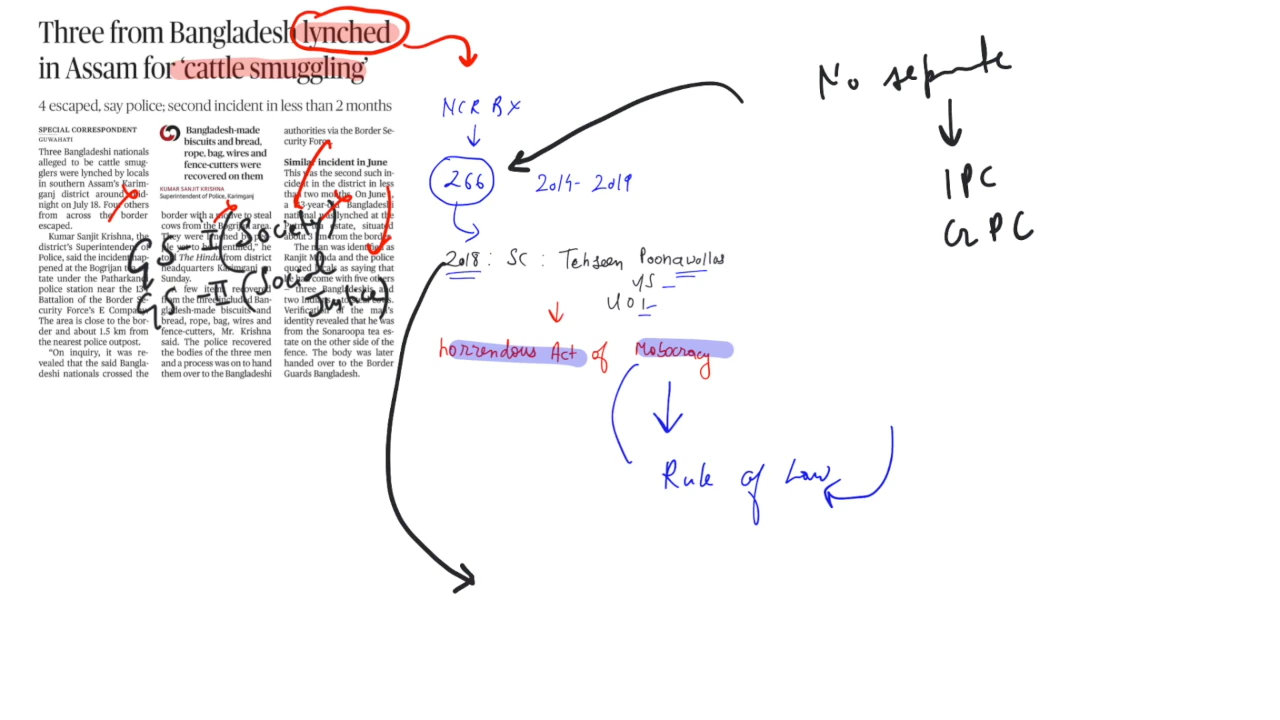 Three from Bangladesh lynched
in Assam for 'cattle smuggling'
4 escaped, say police; second incident in less than 2 months
SPECIAL CORRESPONDENT
GUWAHATI
Three Bangladeshi nationals
alleged to be cattle smug-
glers were lynched by locals
in southern Assam's Karim-
ganj district around mid-
night on July 18. Four others
from across the border
escaped.
Kumar Sanjit Krishna, the
district's Superintendent of
Police, said the incident hap-
pened at the Bogrijan
tate under the Patharkandi
police station near the
Battalion of the Border Se-
curity Force's E Company.
The area is close to the bor-
der and about 1.5 km from
the nearest police outpost.
"On inquiry, it was re-
vealed that the said Bangla-
deshi nationals crossed the
Bangladesh-made
biscuits and bread,
rope, bag, wires and
fence-cutters were
recovered on them
KUMAR SANJIT KRISHNA
Superintendent of Police, Karimganj
border with a motive to steal
cows from the Bogrijan area.
They were lynched by
to be identified," he
told The Hindu from district
headquarters Karimganj on
Sunday.
A few items recovered
from the three included Ban-
gladesh-made biscuits and
bread, rope, bag, wires and
fence-cutters, Mr. Krishna
said. The police recovered
the bodies of the three men
and a process was on to hand
them over to the Bangladeshi
authorities via the Border Se-
curity Force.
Similar incident in June
This was the second such in-
cident in the district in less
than two months. On June
a 43-year- Bangladeshi
national was lynched at the
estate, situated
about 3 km from the border.
The man was identified as
Ranjit Munda and the police
quoted locals as saying that
he had come with five others
Bangladeshis and
two Indians
Verification of the man's
identity revealed that he was
from the Sonaroopa tea es-
tate on the other side of the
fence. The body was later
handed over to the Border
Guards Bangladesh.
GS-I (Society)
GS-II (Social
Justice)
NCRB X
266
2014-2019
2018: SC: Tehseen Poonawallas
VS
UOI
horrendous Act of Mobocracy
Rule of Law
No separate
IPC
CrPC